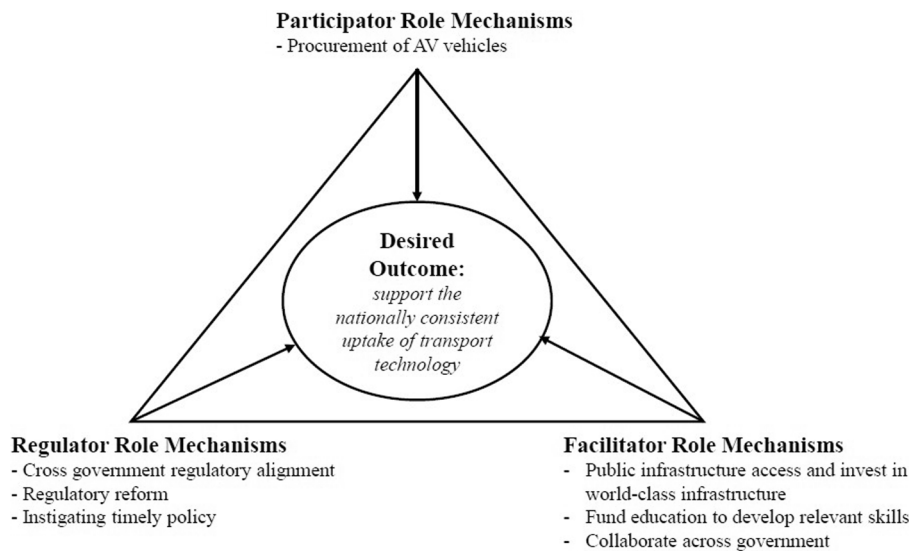 Participator Role Mechanisms
- Procurement of AV vehicles
Desired
Outcome:
support the
nationally consistent
uptake of transport
technology
Regulator Role Mechanisms
- Cross government regulatory alignment
- Regulatory reform
- Instigating timely policy
Facilitator Role Mechanisms
- Public infrastructure access and invest in
world-class infrastructure
- Fund education to develop relevant skills
- Collaborate across government